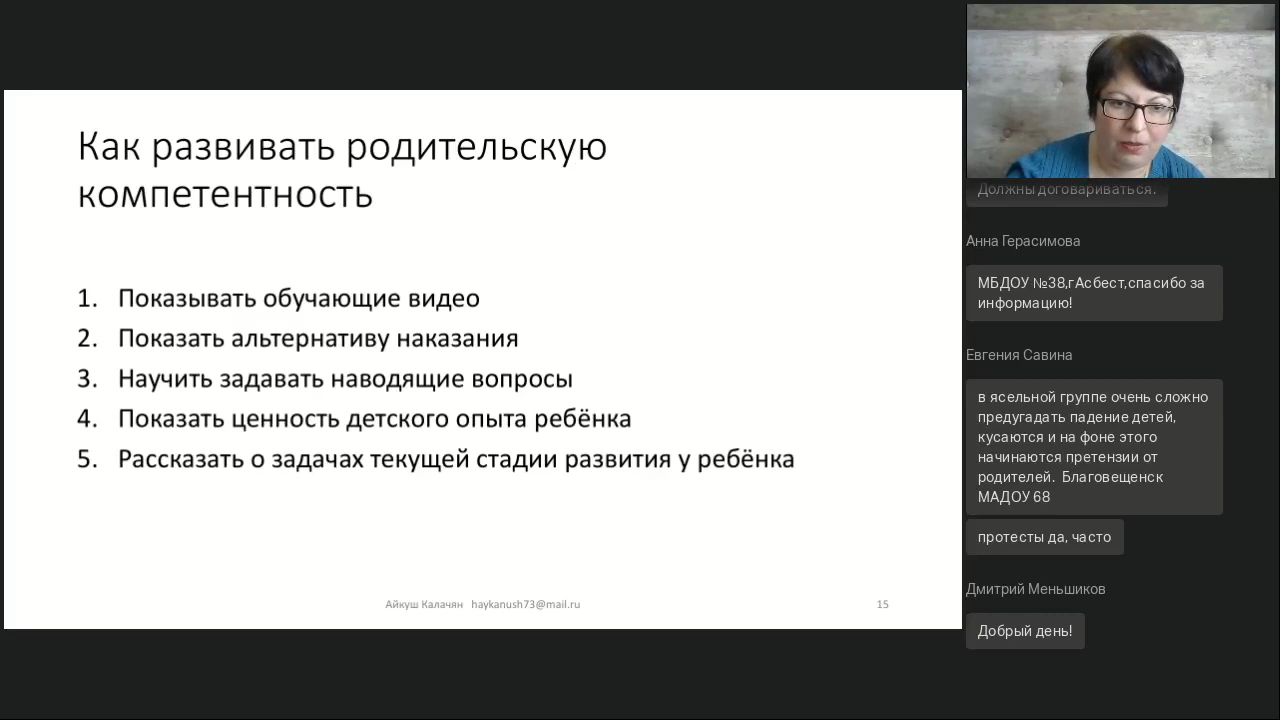 Как развивать родительскую
компетентность
1. Показывать обучающие видео
2. Показать альтернативу наказания
3. Научить задавать наводящие вопросы
4. Показать ценность детского опыта ребёнка
5. Рассказать о задачах текущей стадии развития у ребёнка
Айкуш Калачян haykanush73@mail.ru
15
Должны договариваться.
Анна Герасимова
МБДОУ №38,гАсбест,спасибо за
информацию!
Евгения Савина
в ясельной группе очень сложно
предугадать падение детей,
кусаются и на фоне этого
начинаются претензии от
родителей. Благовещенск
МАДОУ 68
протесты да, часто
Дмитрий Меньшиков
Добрый день!